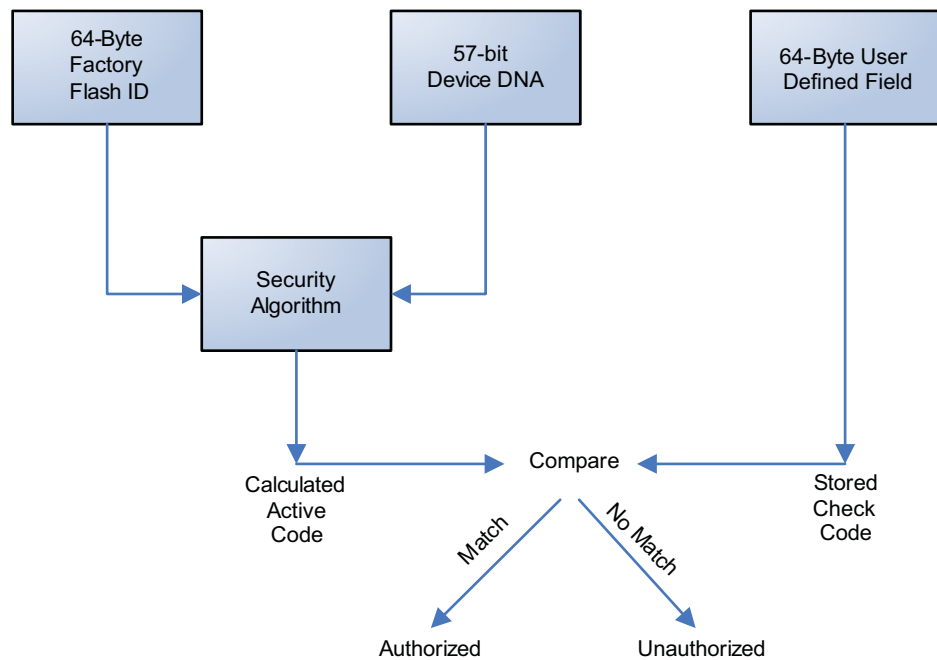 64-Byte
Factory
Flash ID
57-bit
Device DNA
64-Byte User
Defined Field
Security
Algorithm
Compare
Calculated
Active
Code
Stored
Check
Code
Match
No Match
Authorized
Unauthorized